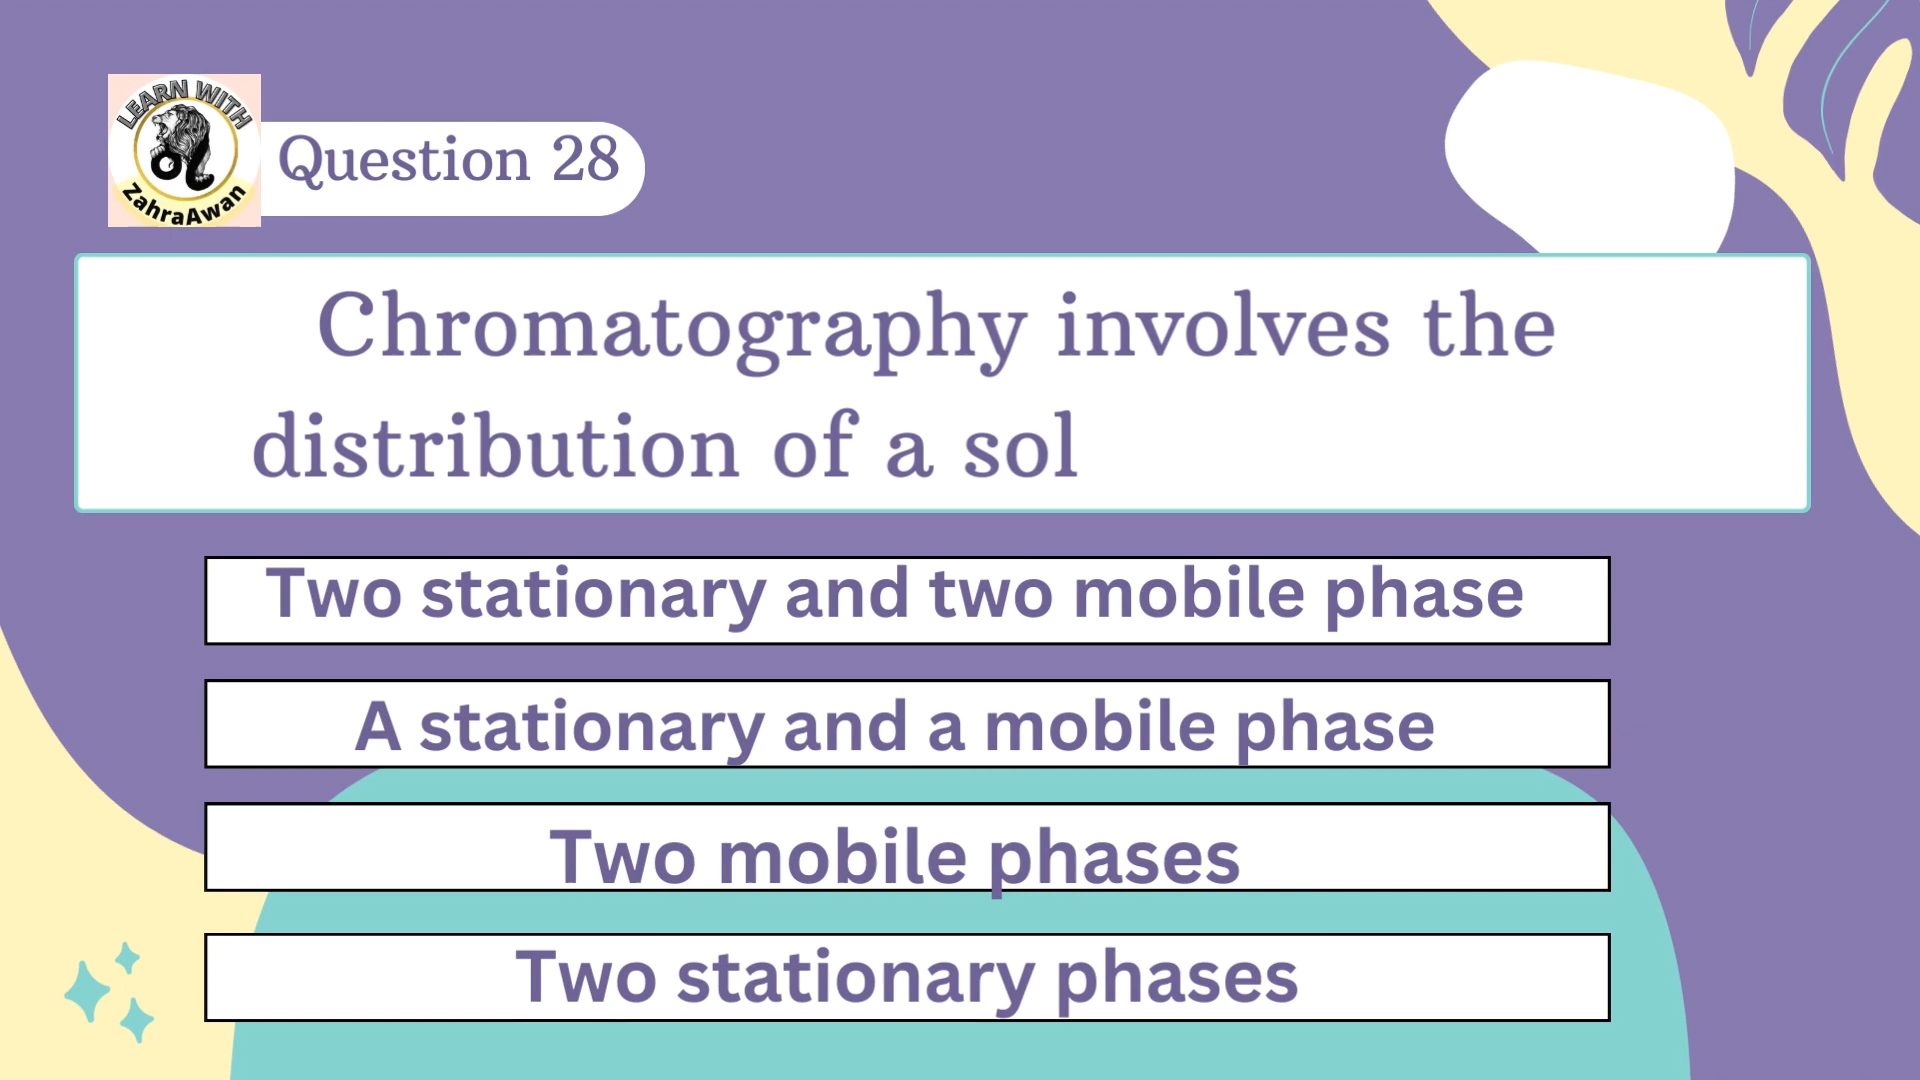 LEARN WITH
ZahraAwan
Question 28
Chromatography involves the
distribution of a sol
Two stationary and two mobile phase
A stationary and a mobile phase
Two mobile phases
Two stationary phases